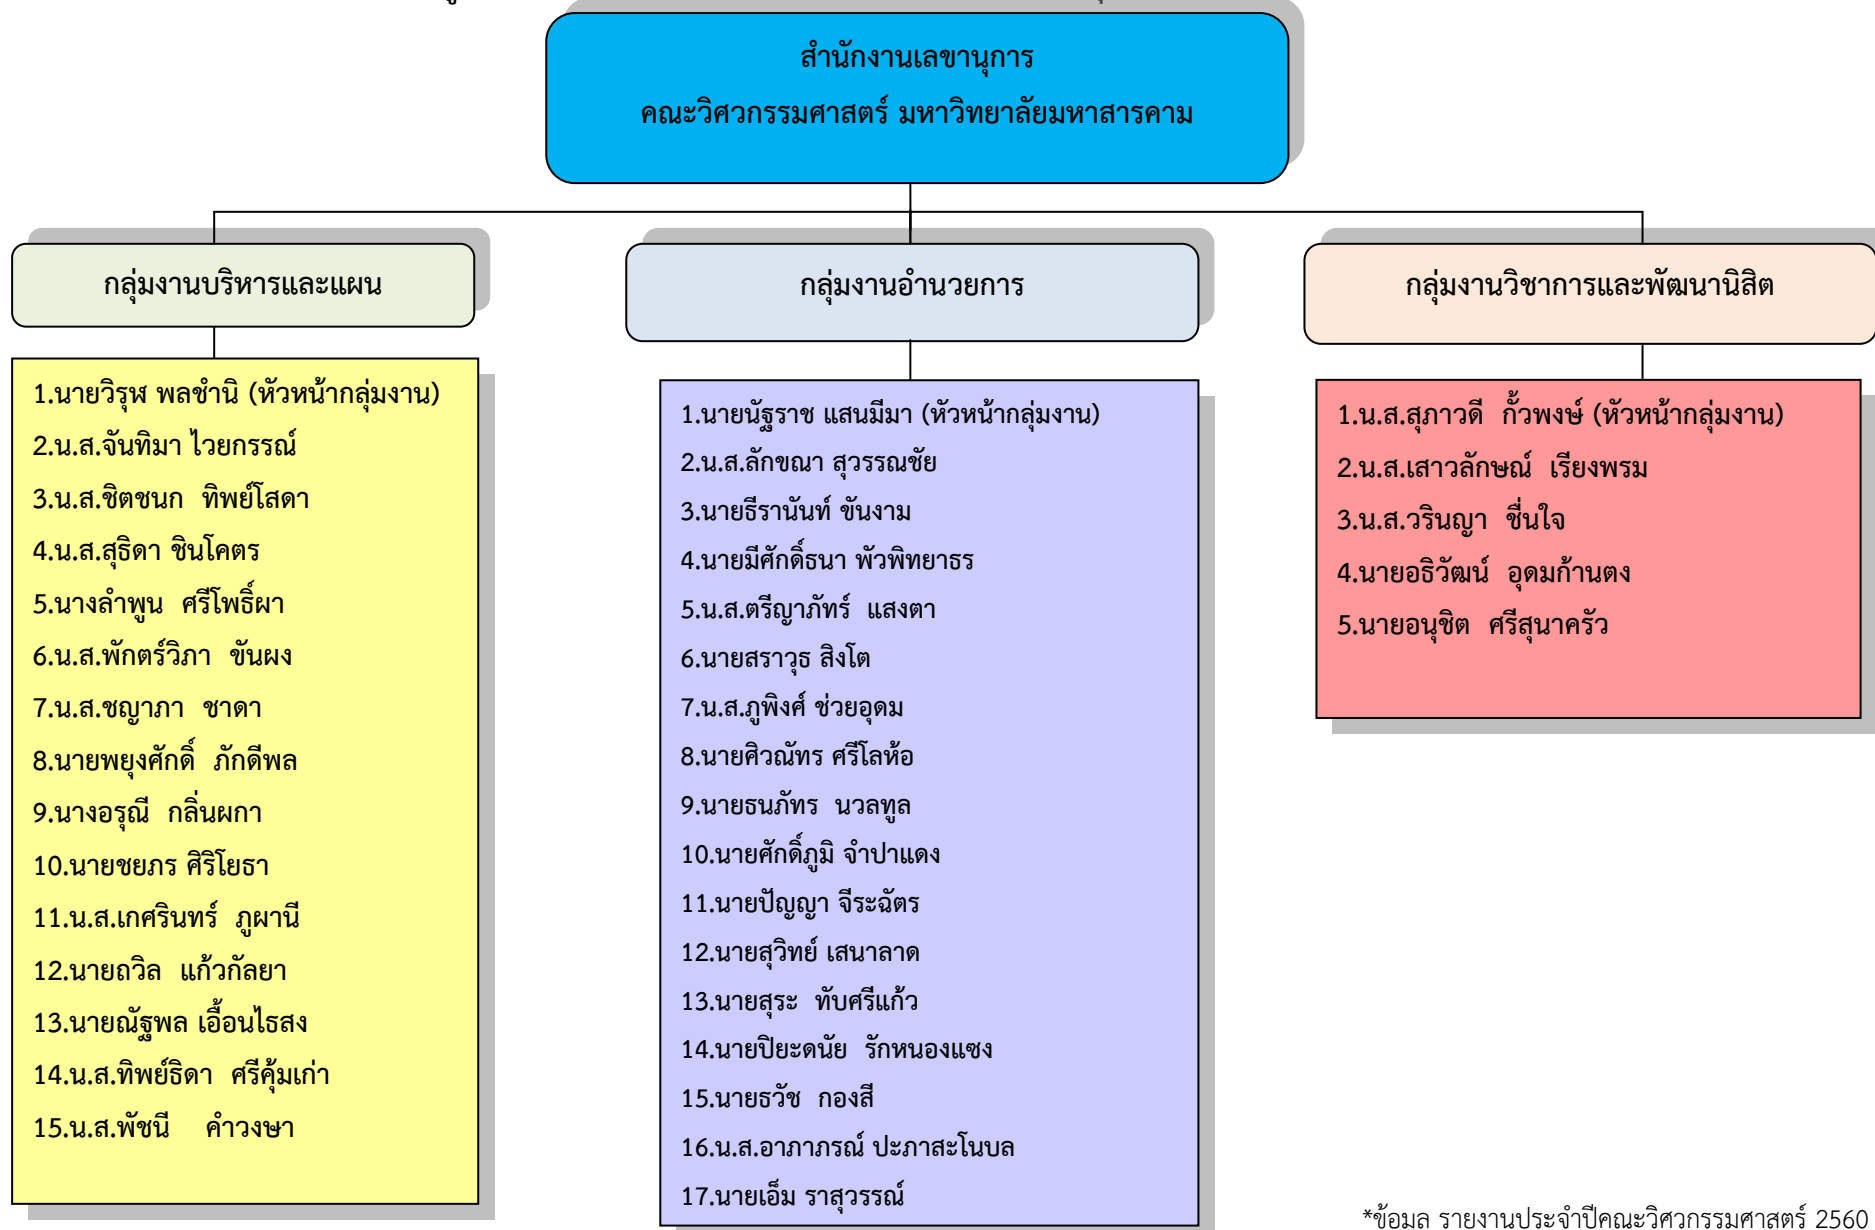 สำนักงานเลขานุการ
คณะวิศวกรรมศาสตร์ มหาวิทยาลัยมหาสารคาม
กลุ่มงานบริหารและแผน
1.นายวิรุฬ พลชำนิ (หัวหน้ากลุ่มงาน)
2.น.ส.จันทิมา ไวยกรรณ์
3.น.ส.ชิตชนก ทิพย์โสดา
4.น.ส.สุธิดา ชินโคตร
5.นางลำพูน ศรีโพธิ์ผา
6.น.ส.พักตร์วิภา ขันผง
7.น.ส.ชญาภา ชาดา
8.นายพยุงศักดิ์ ภักดีพล
9.นางอรุณี กลิ่นผกา
10.นายชยภร ศิริโยธา
11.น.ส.เกศรินทร์ ภูผานี
12.นายถวิล แก้วกัลยา
13.นายณัฐพล เอื้อนไธสง
14.น.ส.ทิพย์ธิดา ศรีคุ้มเก่า
15.น.ส.พัชนี คำวงษา
กลุ่มงานอำนวยการ
1.นายนัฐราช แสนมีมา (หัวหน้ากลุ่มงาน)
2.น.ส.ลักขณา สุวรรณชัย
3.นายธีรานันท์ ขันงาม
4.นายมีศักดิ์ธนา พัวพิทยาธร
5.น.ส.ตรีญาภัทร์ แสงตา
6.นายสราวุธ สิงโต
7.น.ส.ภูพิงศ์ ช่วยอุดม
8.นายศิวณัทร ศรีโลห้อ
9.นายธนภัทร นวลทูล
10.นายศักดิ์ภูมิ จำปาแดง
11.นายปัญญา จีระฉัตร
12.นายสุวิทย์ เสนาลาด
13.นายสุระ ทับศรีแก้ว
14.นายปิยะดนัย รักหนองแซง
15.นายธวัช กองสี
16.น.ส.อาภาภรณ์ ปะภาสะโนบล
17.นายเอ็ม ราสุวรรณ์
กลุ่มงานวิชาการและพัฒนานิสิต
1.น.ส.สุภาวดี กั้วพงษ์ (หัวหน้ากลุ่มงาน)
2.น.ส.เสาวลักษณ์ เรียงพรม
3.น.ส.วรินญา ชื่นใจ
4.นายอธิวัฒน์ อุดมก้านตง
5.นายอนุชิต ศรีสุนาครัว
*ข้อมูล รายงานประจำปีคณะวิศวกรรมศาสตร์ 2560